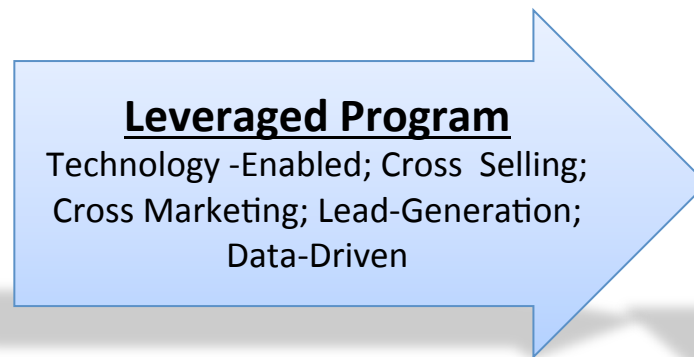 Leveraged Program
Technology -Enabled; Cross  Selling;
Cross Marketing; Lead-Generation;
Data-Driven